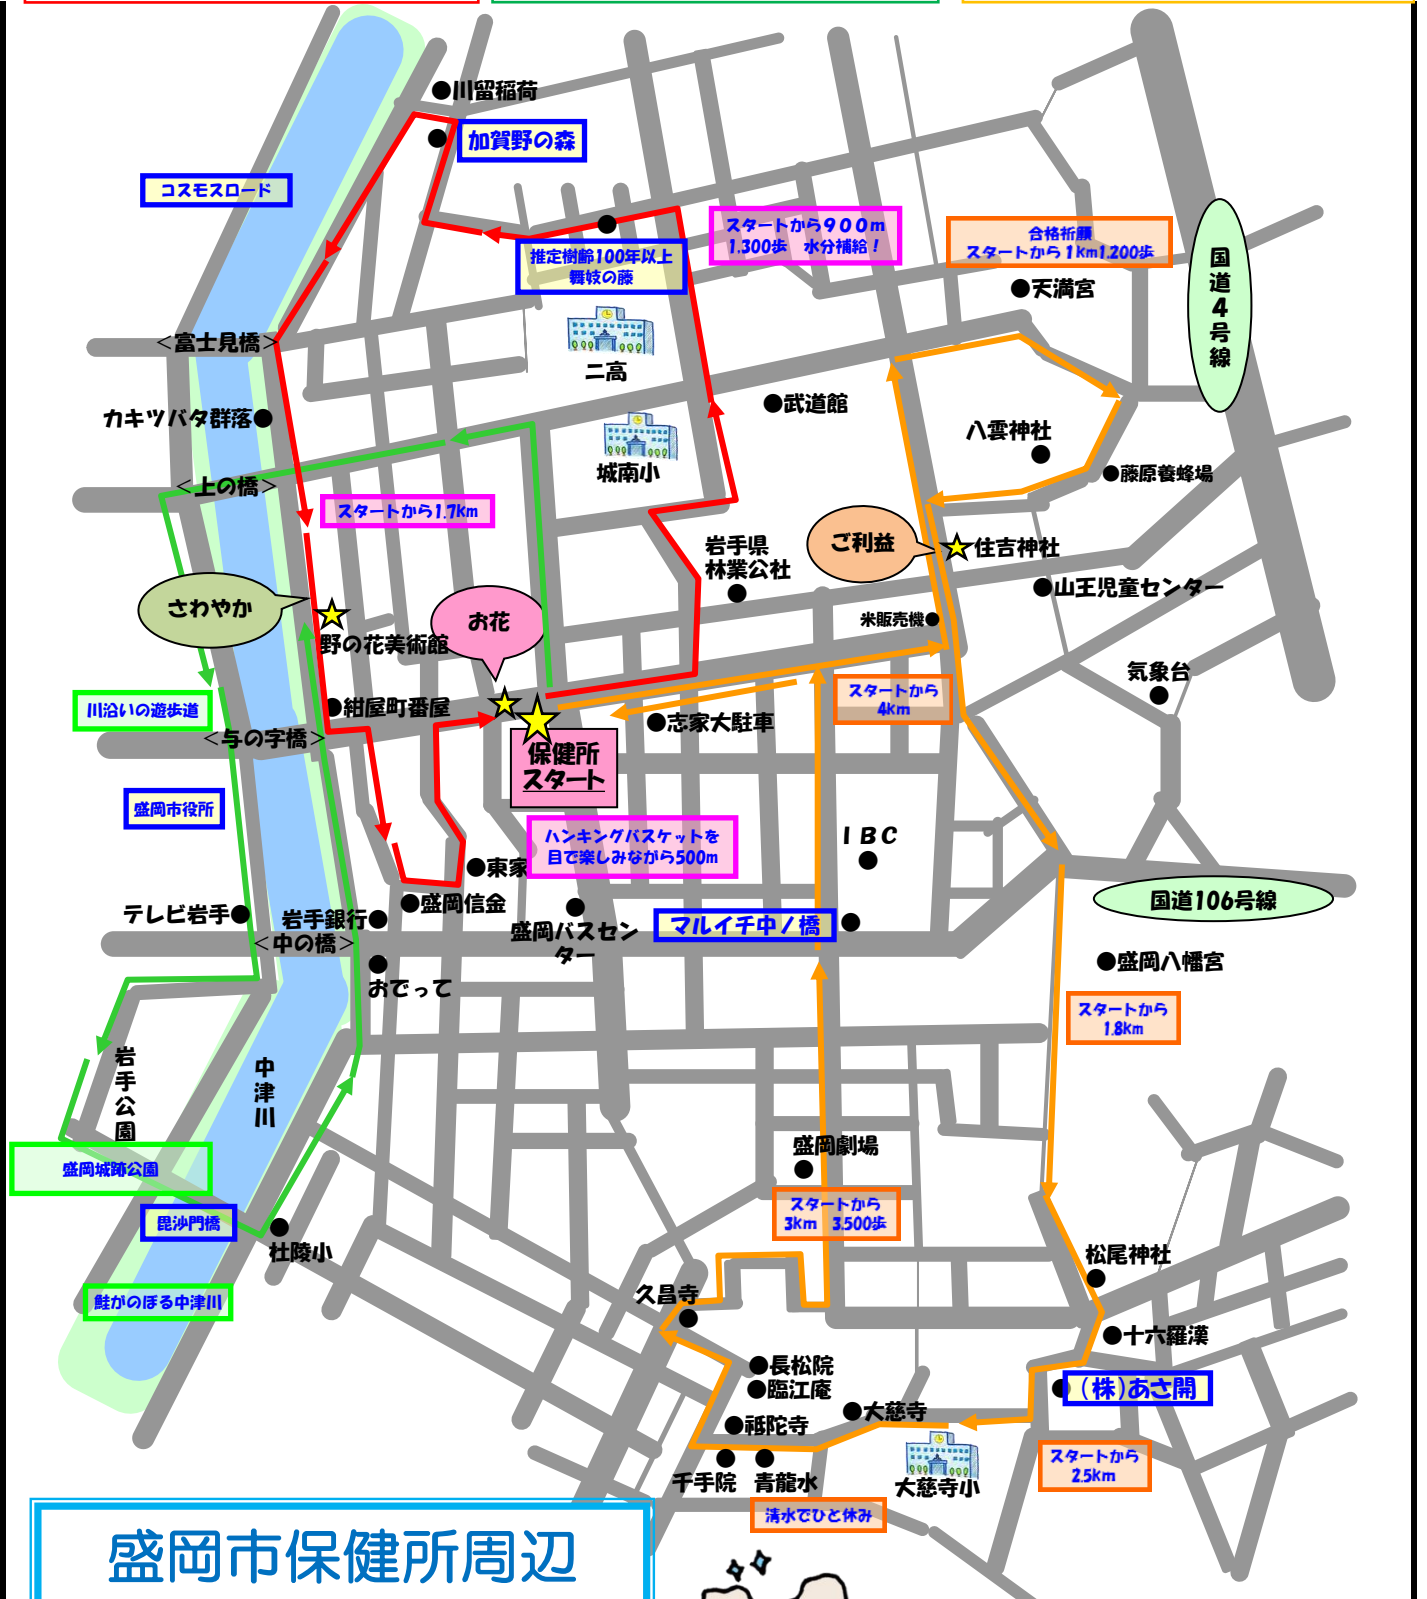 川留稲荷
加賀野の森
コスモスロード
スタートから900m
1.300歩　水分補給！
合格祈願
スタートから1km1.200歩
推定樹齢100年以上
舞妓の藤
国道4号線
天満宮
＜富士見橋＞
二高
武道館
カキツバタ群落
八雲神社
城南小
藤原養蜂場
＜上の橋＞
スタートから1.7km
岩手県
林業公社
ご利益
住吉神社
山王児童センター
さわやか
お花
米販売機
野の花美術館
気象台
川沿いの遊歩道
紺屋町番屋
スタートから
4km
志家大駐車
＜与の字橋＞
保健所
スタート
盛岡市役所
ハンキングバスケットを
目で楽しみながら500m
IBC
東家
国道106号線
テレビ岩手
岩手銀行
盛岡信金
盛岡バスセン
ター
マルイチ中ノ橋
＜中の橋＞
盛岡八幡宮
おでって
スタートから
1.8km
岩手公園
中津川
盛岡劇場
盛岡城跡公園
スタートから
3km　3.500歩
毘沙門橋
杜陵小
松尾神社
鮭がのぼる中津川
久昌寺
十六羅漢
長松院
臨江庵
(株)あさ開
祗陀寺
大慈寺
スタートから
2.5km
千手院
青龍水
大慈寺小
清水でひと休み
盛岡市保健所周辺